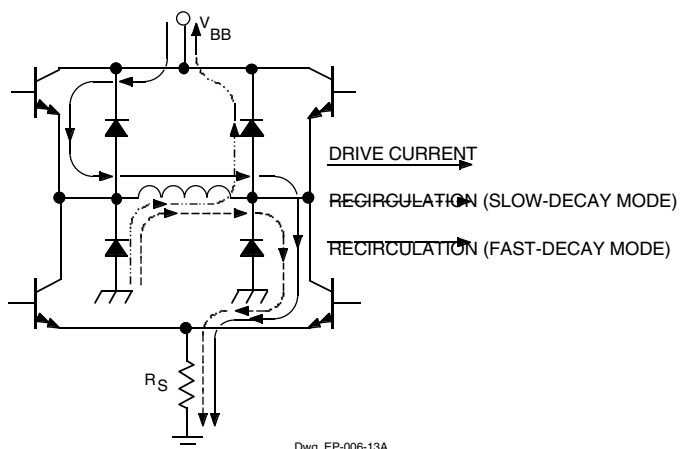 V
BB
DRIVE CURRENT
RECIRCULATION (SLOW-DECAY MODE)
RECIRCULATION (FAST-DECAY MODE)
R
S
Dwg. EP-006-13A